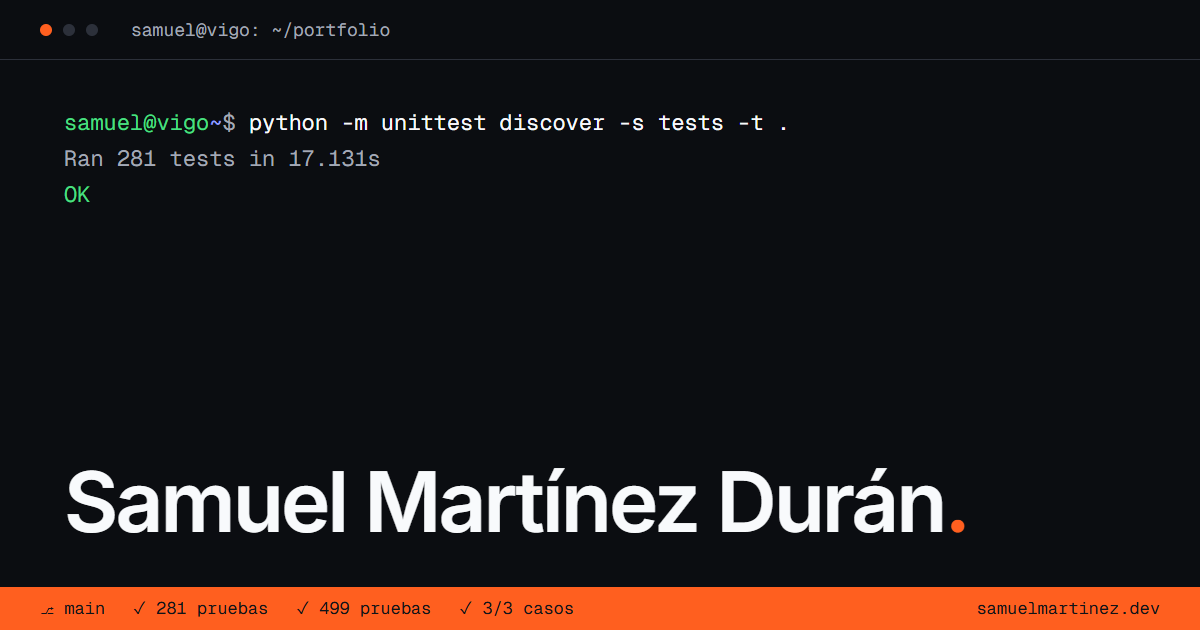 samuel@vigo: ~/portfolio
samuel@vigo~$ python -m unittest discover -s tests -t .
Ran 281 tests in 17.131s
OK
Samuel Martínez Durán.
⎇ main ✓ 281 pruebas ✓ 499 pruebas ✓ 3/3 casos samuelmartinez.dev